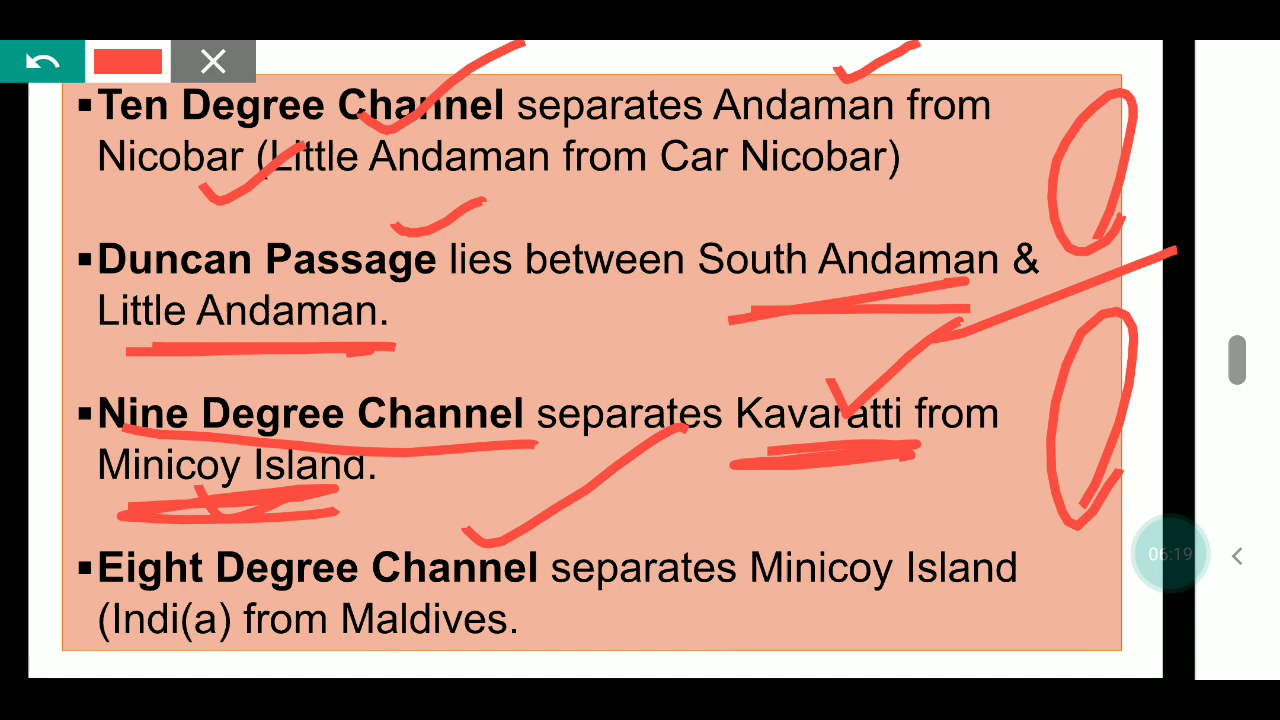 ▪Ten Degree Channel separates Andaman from
Nicobar (Little Andaman from Car Nicobar)
▪Duncan Passage lies between South Andaman &
Little Andaman.
▪Nine Degree Channel separates Kavaratti from
Minicoy Island.
▪Eight Degree Channel separates Minicoy Island
(Indi(a) from Maldives.
06:19